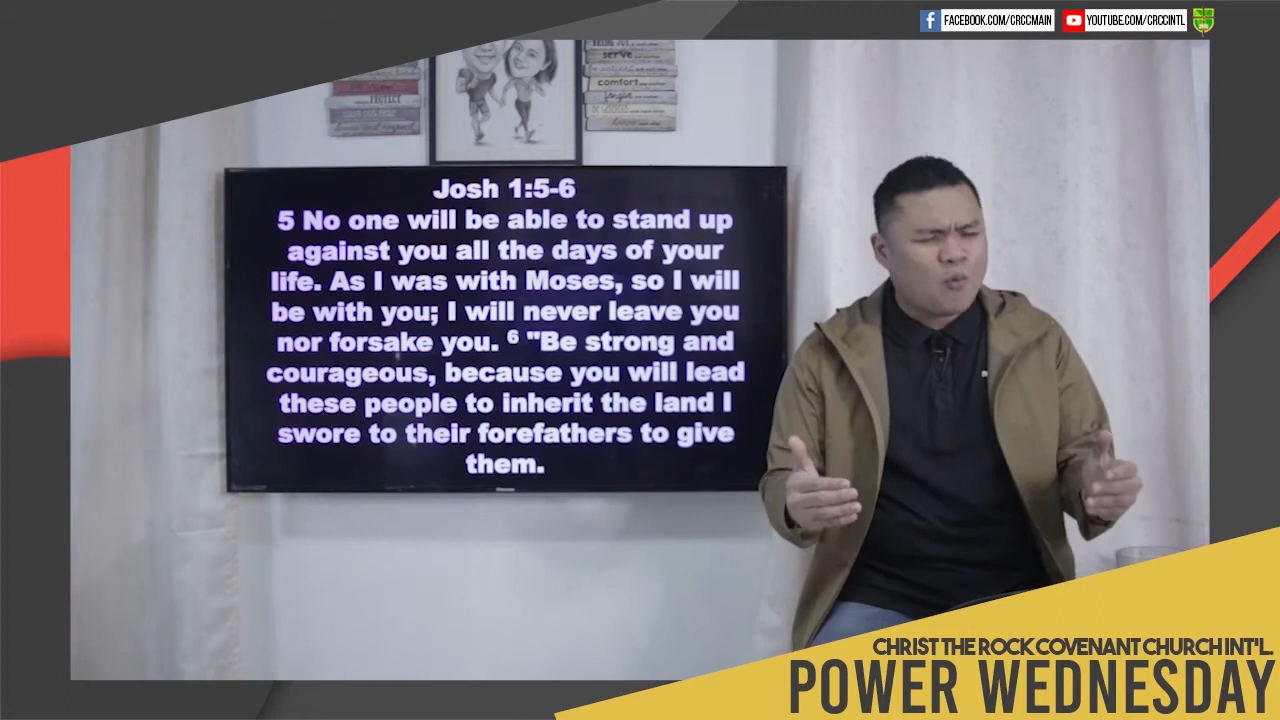 FACEBOOK.COM/CRCCMAIN
YOUTUBE.COM/CRCCINTL
serve
comfort
forgive
PROTECT
Josh 1:5-6
5 No one will be able to stand up
against you all the days of your
life. As I was with Moses, so I will
be with you; I will never leave you
nor forsake you. 6 "Be strong and
courageous, because you will lead
these people to inherit the land I
swore to their forefathers to give
them.
CHRIST THE ROCK COVENANT CHURCH INT'L.
POWER WEDNESDAY